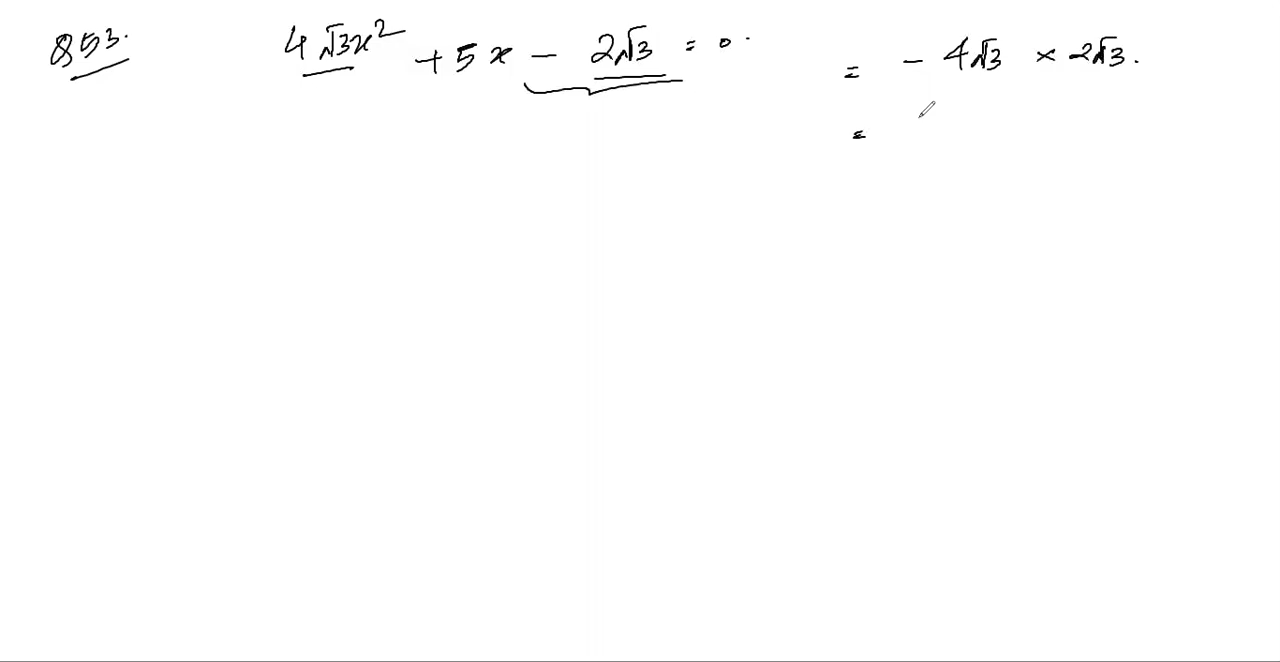 853. 4√3x² + 5x - 2√3 = 0.
= - 4√3 × 2√3.
=